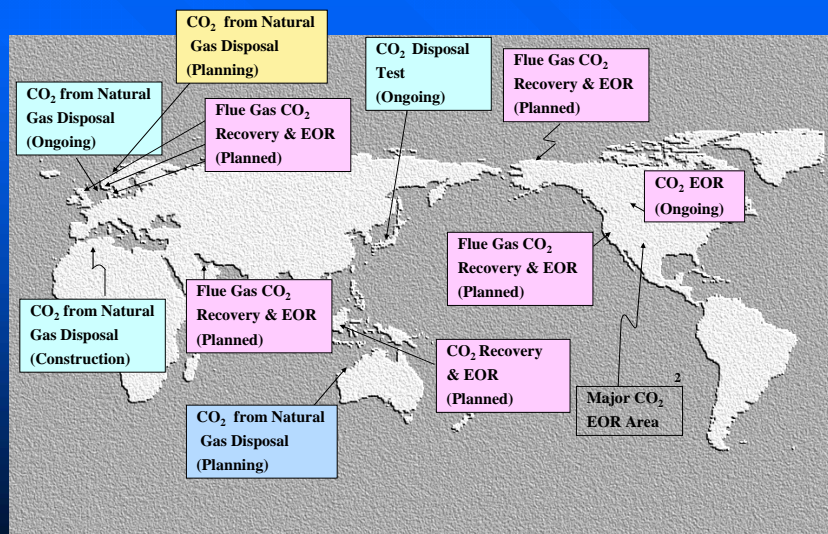 CO2 from Natural
Gas Disposal
(Planning)
CO2 Disposal
Test
(Ongoing)
Flue Gas CO2
Recovery & EOR
(Planned)
CO2 from Natural
Gas Disposal
(Ongoing)
Flue Gas CO2
Recovery & EOR
(Planned)
CO2 EOR
(Ongoing)
Flue Gas CO2
Recovery & EOR
(Planned)
Flue Gas CO2
Recovery & EOR
(Planned)
CO2 from Natural
Gas Disposal
(Construction)
CO2 Recovery
& EOR
(Planned)
2
Major CO2
EOR Area
CO2 from Natural
Gas Disposal
(Planning)